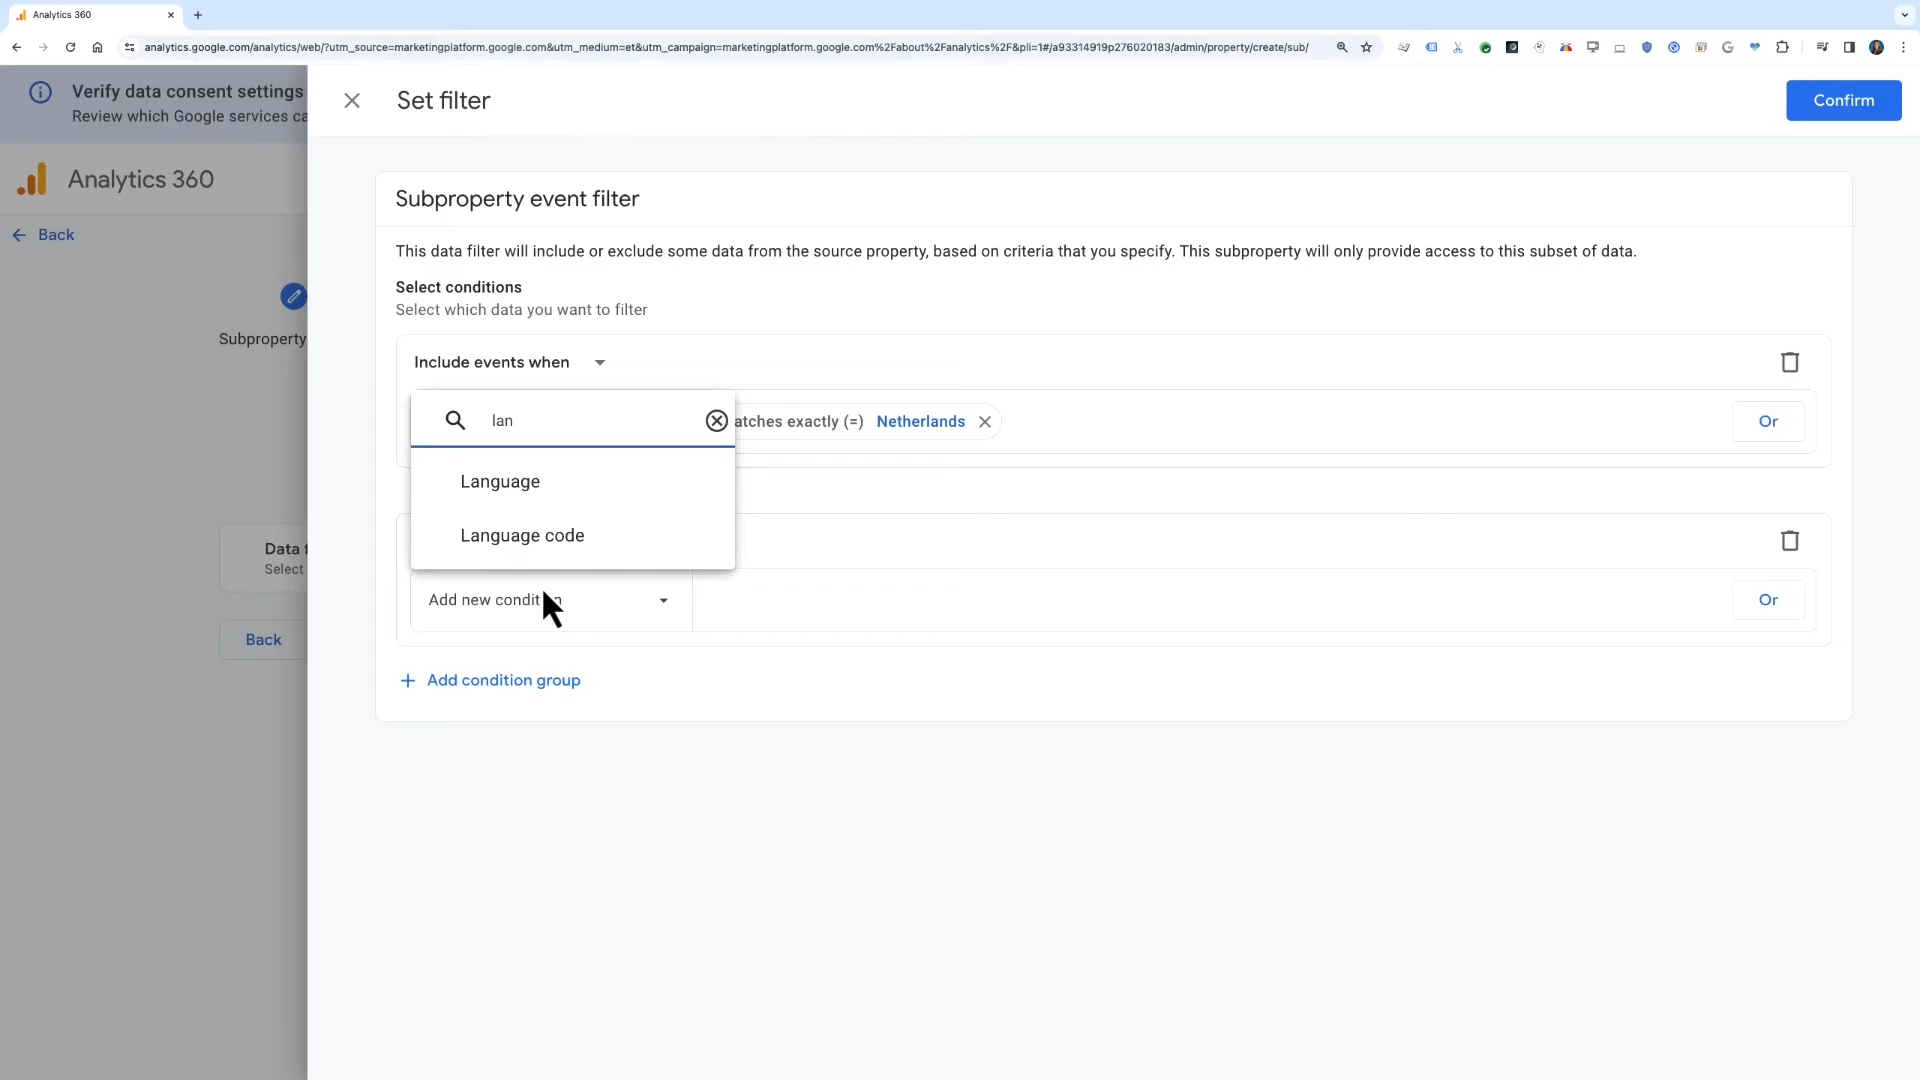 Analytics 360
analytics.google.com/analytics/web/?utm_source=marketingplatform.google.com&utm_medium=et&utm_campaign=marketingplatform.google.com%2Fabout%2Fanalytics%2F&pli=1#/a93314919p276020183/admin/property/create/sub/
Verify data consent settings
Review which Google services ca
Set filter
Confirm
Analytics 360
Back
Subproperty
Data f
Select
Back
Subproperty event filter
This data filter will include or exclude some data from the source property, based on criteria that you specify. This subproperty will only provide access to this subset of data.
Select conditions
Select which data you want to filter
Include events when
lan
atches exactly (=) Netherlands
Or
Language
Language code
Add new condit n
Or
Add condition group